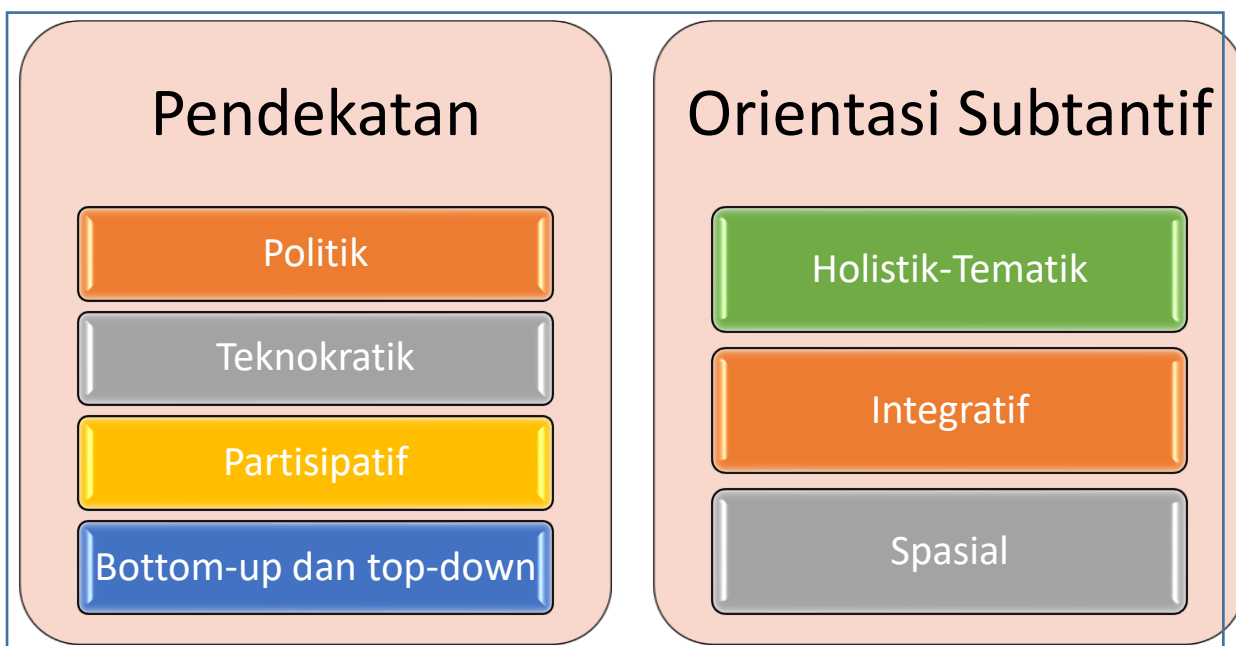 Pendekatan
Politik
Teknokratik
Partisipatif
Bottom-up dan top-down
Orientasi Subtantif
Holistik-Tematik
Integratif
Spasial